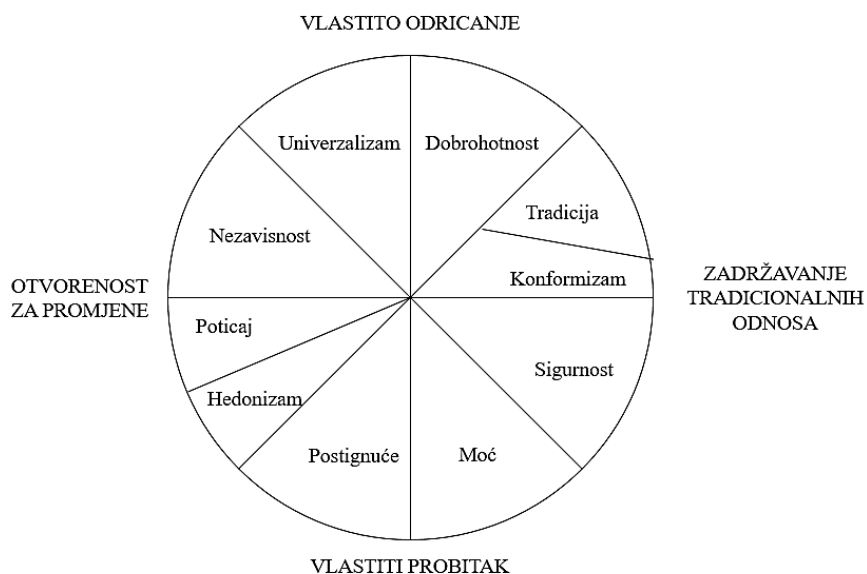 VLASTITO ODRICANJE
Univerzalizam
Dobrohotnost
Tradicija
Nezavisnost
Konformizam
OTVORENOST
ZA PROMJENE
ZADRŽAVANJE
TRADICIONALNIH
ODNOSA
Poticaj
Sigurnost
Hedonizam
Postignuće
Moć
VLASTITI PROBITAK